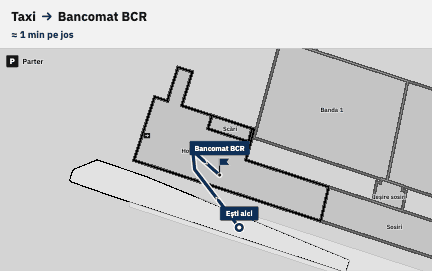 Taxi → Bancomat BCR
≈ 1 min pe jos
P Parter
Banda 1
Scări
Bancomat BCR
Ieșire sosiri
Ești aici
Sosiri